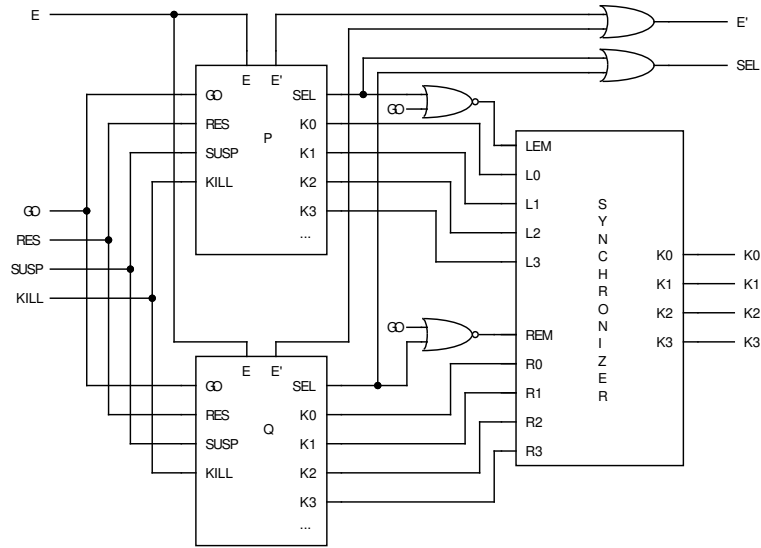 E
E'
SEL
E E'
GO SEL
GO
RES K0
P
SUSP K1
LEM
KILL K2
L0
GO K3
L1
RES ...
SUSP
L2
KILL
L3
SYNCHRONIZER
K0 K0
K1 K1
K2 K2
K3 K3
GO
REM
E E'
R0
GO SEL
R1
RES K0
Q
R2
SUSP K1
R3
KILL K2
K3
...